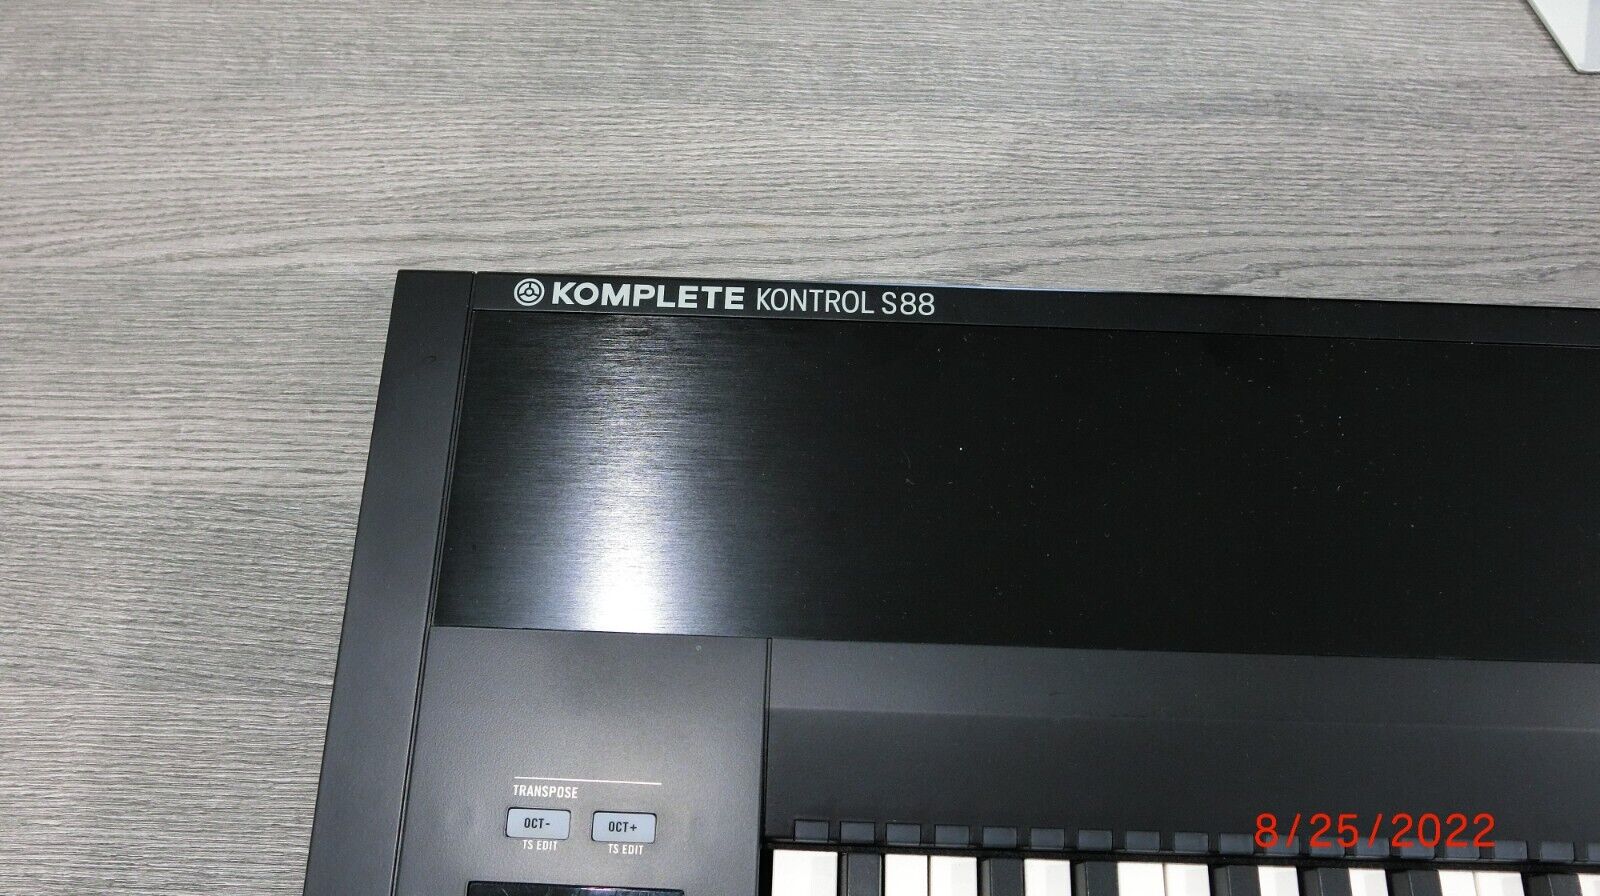 KOMPLETE KONTROL S88
TRANSPOSE
OCT- OCT+
TS EDIT TS EDIT
8/25/2022